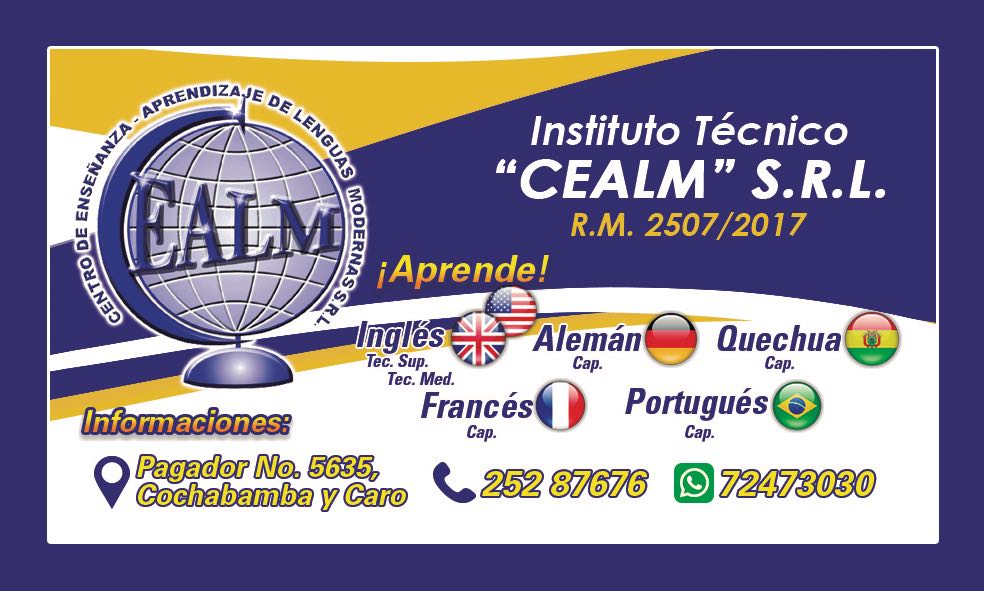 CENTRO DE ENSEÑANZA - APRENDIZAJE DE LENGUAS MODERNAS S.R.L.
CEALM
Instituto Técnico
“CEALM” S.R.L.
R.M. 2507/2017
¡Aprende!
Inglés
Tec. Sup.
Tec. Med.
Alemán
Cap.
Quechua
Cap.
Francés
Cap.
Portugués
Cap.
Informaciones:
Pagador No. 5635,
Cochabamba y Caro
252 87676
72473030